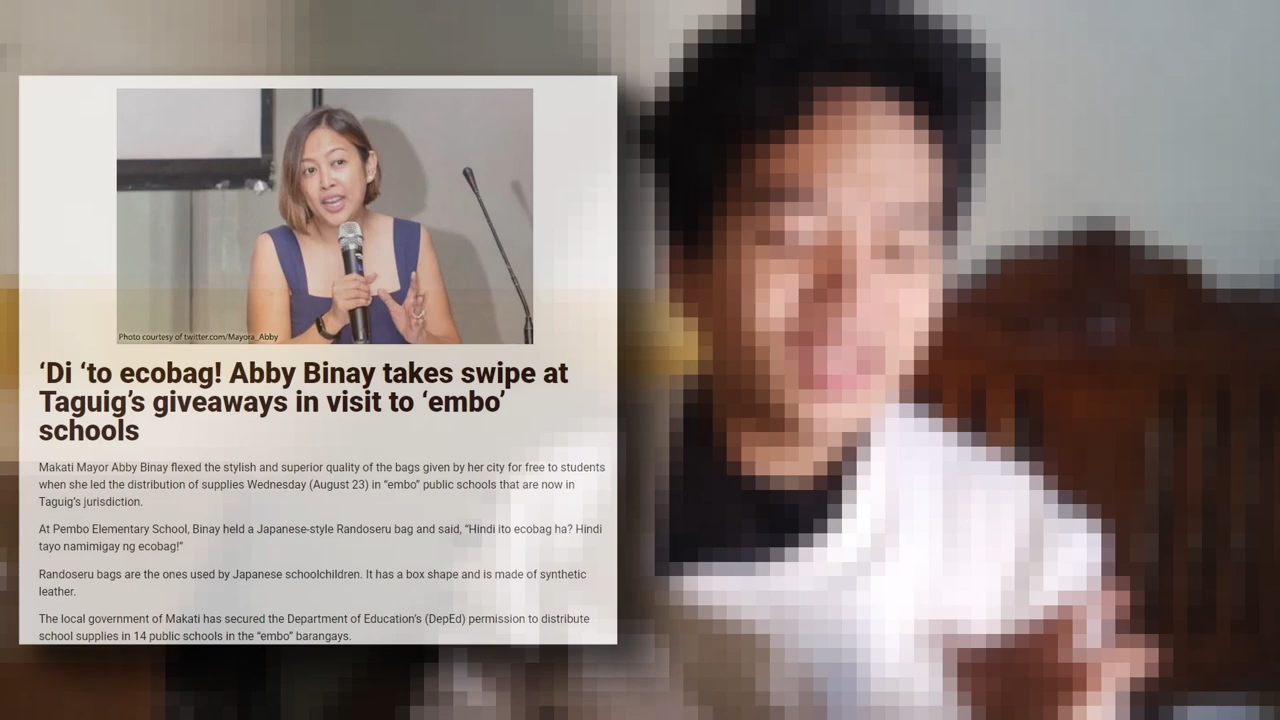 Photo courtesy of twitter.com/Mayora_Abby
‘Di ‘to ecobag! Abby Binay takes swipe at
Taguig’s giveaways in visit to ‘embo’
schools
Makati Mayor Abby Binay flexed the stylish and superior quality of the bags given by her city for free to students
when she led the distribution of supplies Wednesday (August 23) in “embo” public schools that are now in
Taguig’s jurisdiction.
At Pembo Elementary School, Binay held a Japanese-style Randoseru bag and said, “Hindi ito ecobag ha? Hindi
tayo namimigay ng ecobag!”
Randoseru bags are the ones used by Japanese schoolchildren. It has a box shape and is made of synthetic
leather.
The local government of Makati has secured the Department of Education’s (DepEd) permission to distribute
school supplies in 14 public schools in the “embo” barangays.